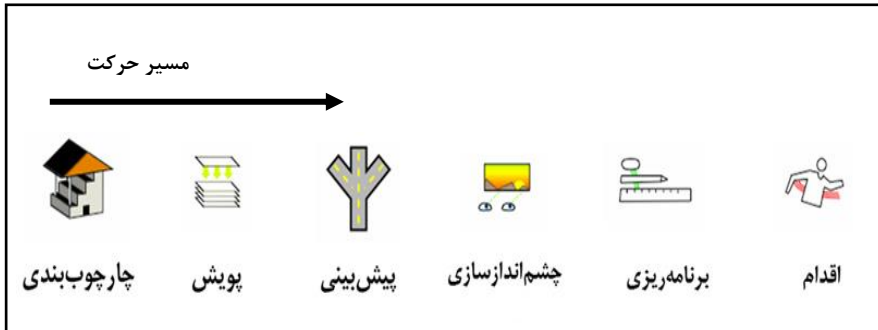 مسیر حرکت
چارچوب‌بندی
پویش
پیش‌بینی
چشم‌اندازسازی
برنامه‌ریزی
اقدام